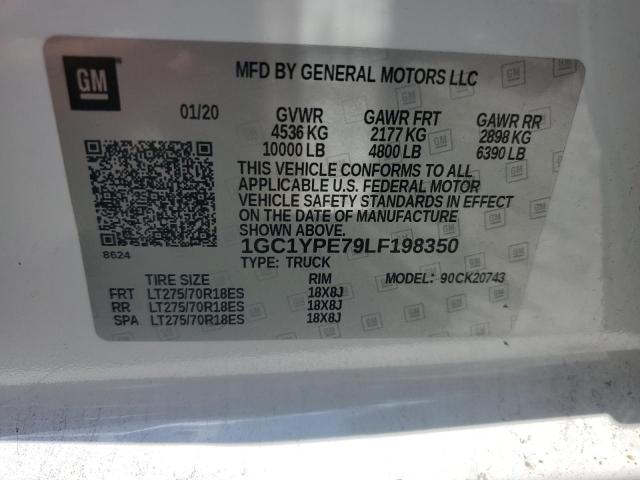 GM
MFD BY GENERAL MOTORS LLC
01/20
GVWR GAWR FRT GAWR RR
4536 KG 2177 KG 2898 KG
10000 LB 4800 LB 6390 LB
THIS VEHICLE CONFORMS TO ALL
APPLICABLE U.S. FEDERAL MOTOR
VEHICLE SAFETY STANDARDS IN EFFECT
ON THE DATE OF MANUFACTURE
SHOWN ABOVE.
8624
1GC1YPE79LF198350
TYPE: TRUCK
TIRE SIZE RIM MODEL: 90CK20743
FRT LT275/70R18ES 18X8J
RR LT275/70R18ES 18X8J
SPA LT275/70R18ES 18X8J